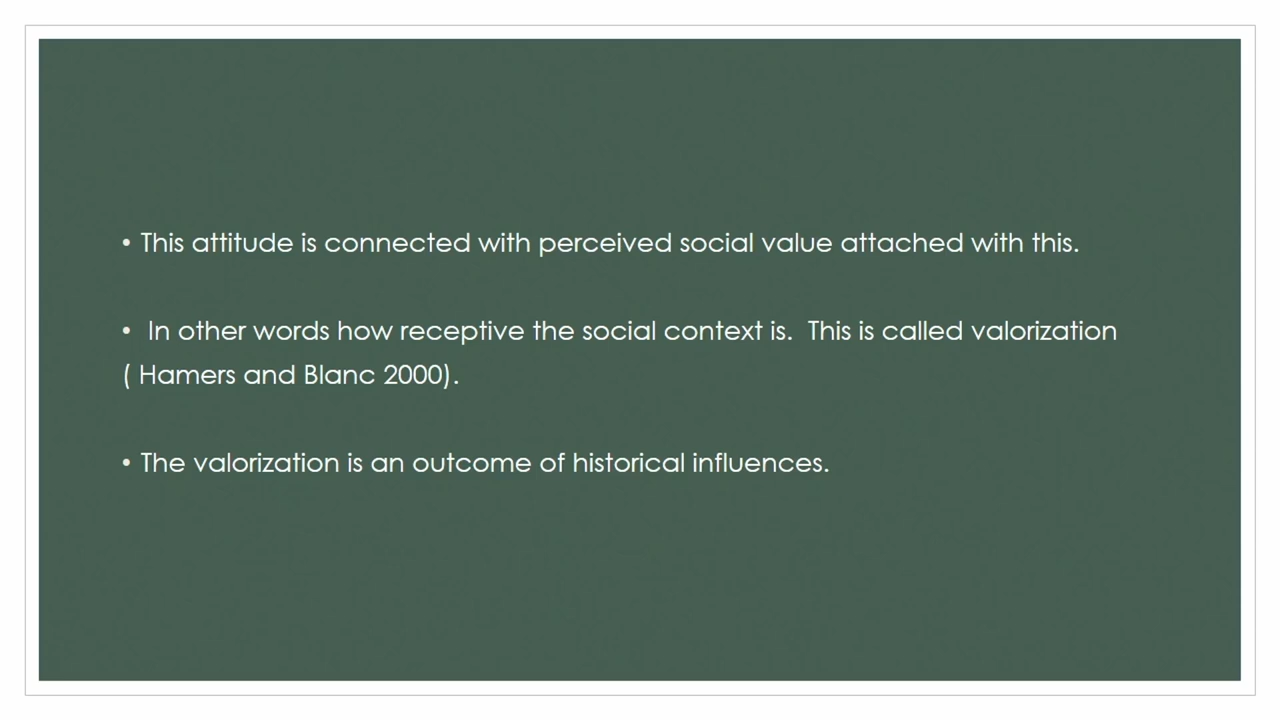 • This attitude is connected with perceived social value attached with this.
• In other words how receptive the social context is.  This is called valorization
( Hamers and Blanc 2000).
• The valorization is an outcome of historical influences.